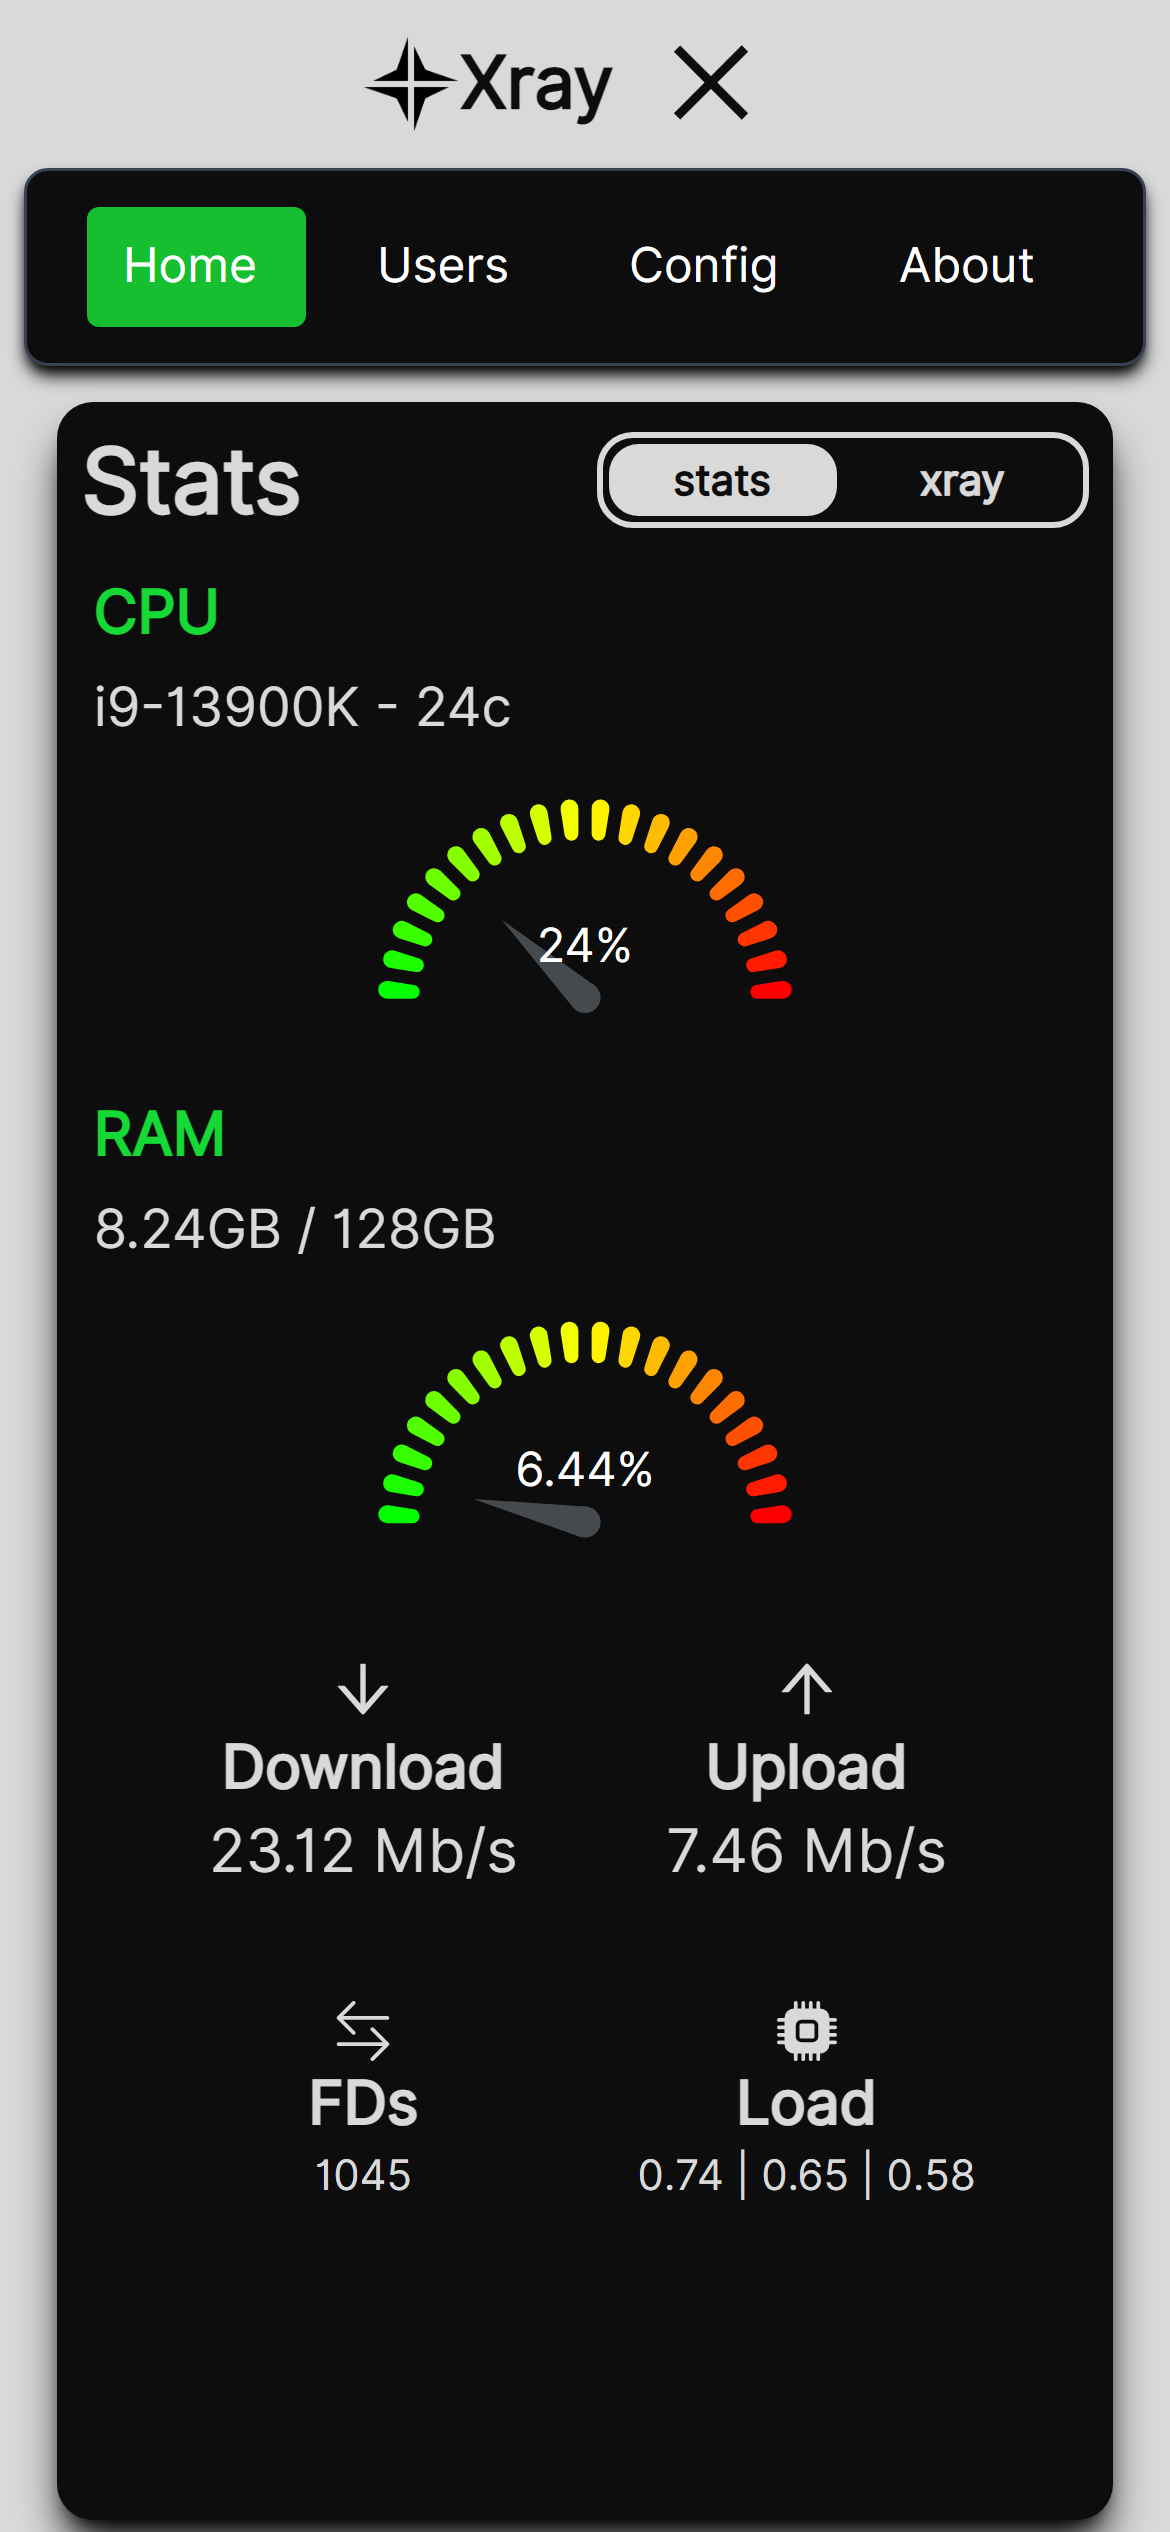 Xray
Home Users Config About
Stats stats xray
CPU
i9-13900K - 24c
24%
RAM
8.24GB / 128GB
6.44%
Download Upload
23.12 Mb/s 7.46 Mb/s
FDs Load
1045 0.74 | 0.65 | 0.58